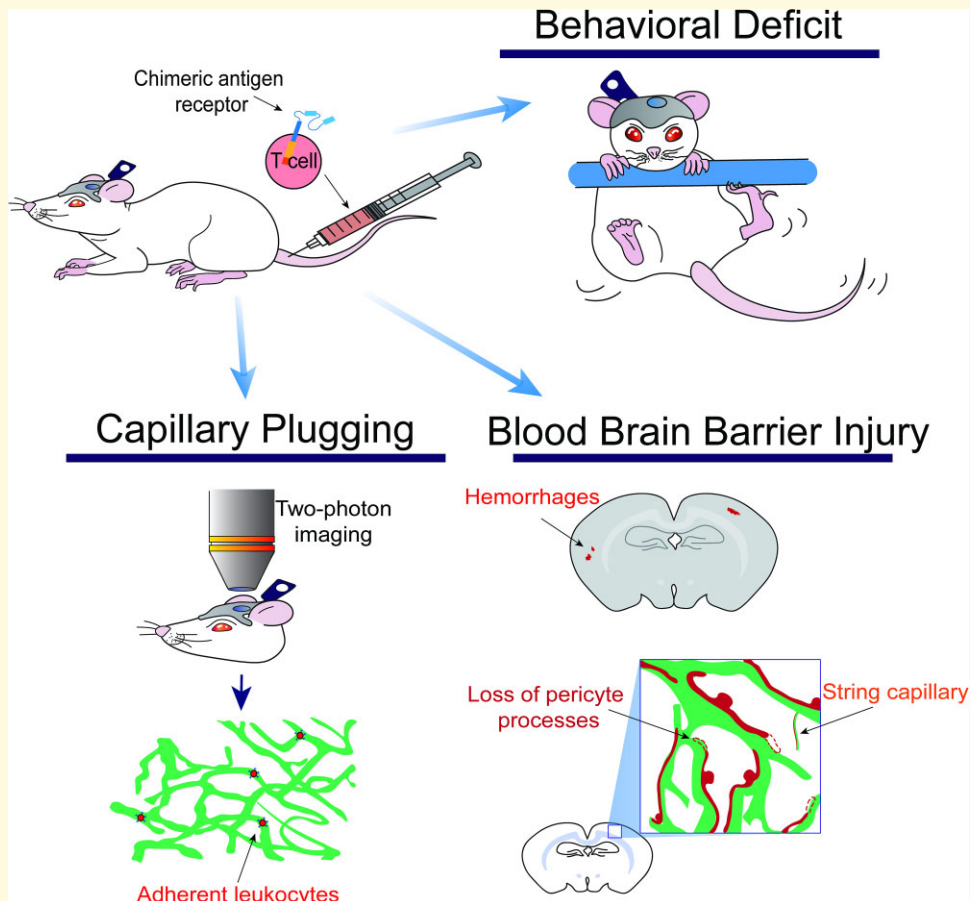 Behavioral Deficit
Chimeric antigen
receptor
T cell
Capillary Plugging
Blood Brain Barrier Injury
Two-photon
imaging
Hemorrhages
Loss of pericyte
processes
String capillary
Adherent leukocytes